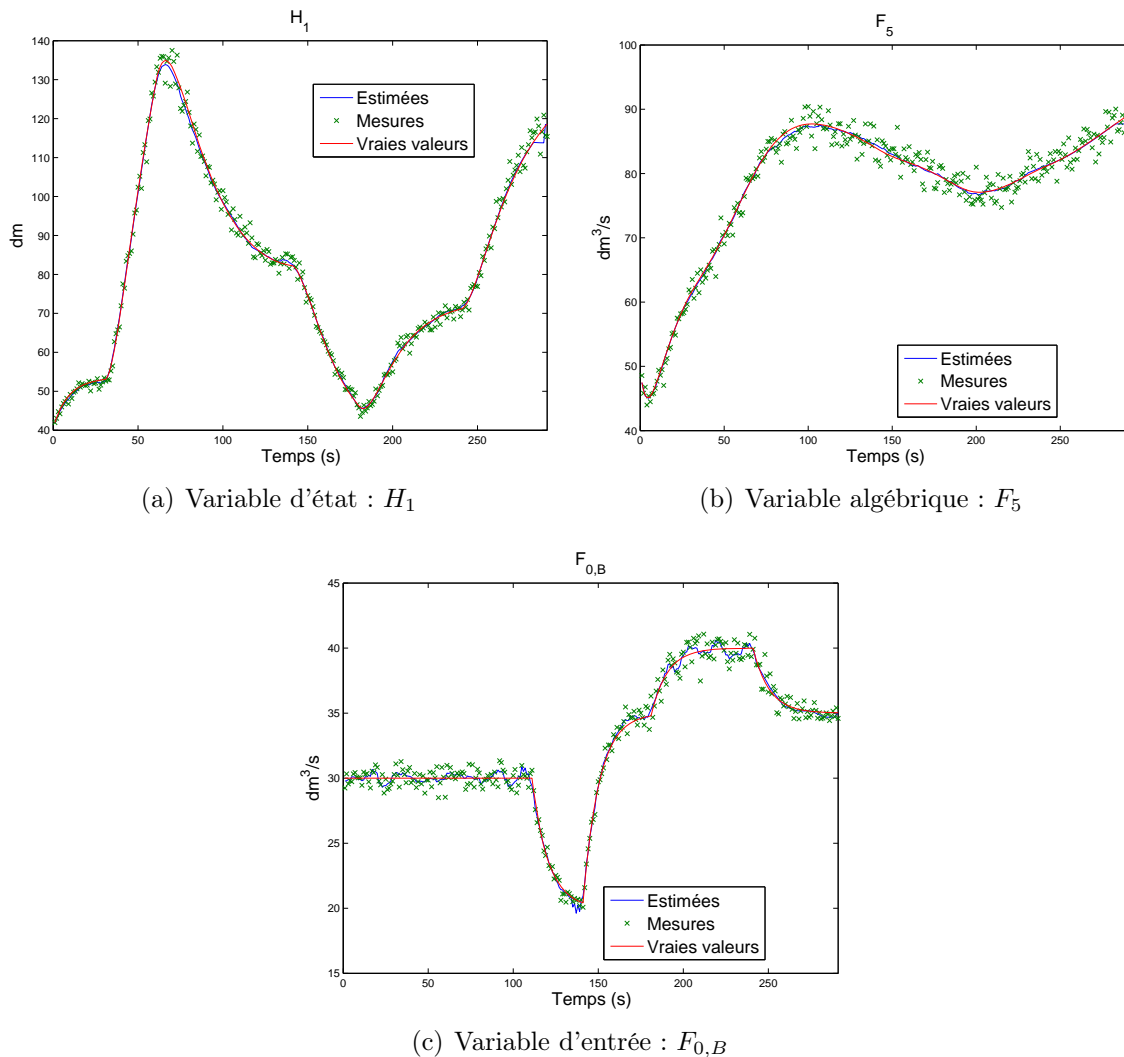 H1
140
130
120
110
100
90
80
70
60
50
40
dm
Estimées
Mesures
Vraies valeurs
0 50 100 150 200 250
Temps (s)
(a) Variable d'état : H1
F5
100
90
80
70
60
50
40
dm3/s
Estimées
Mesures
Vraies valeurs
0 50 100 150 200 250
Temps (s)
(b) Variable algébrique : F5
F0,B
45
40
35
30
25
20
15
dm3/s
Estimées
Mesures
Vraies valeurs
0 50 100 150 200 250
Temps (s)
(c) Variable d'entrée : F0,B